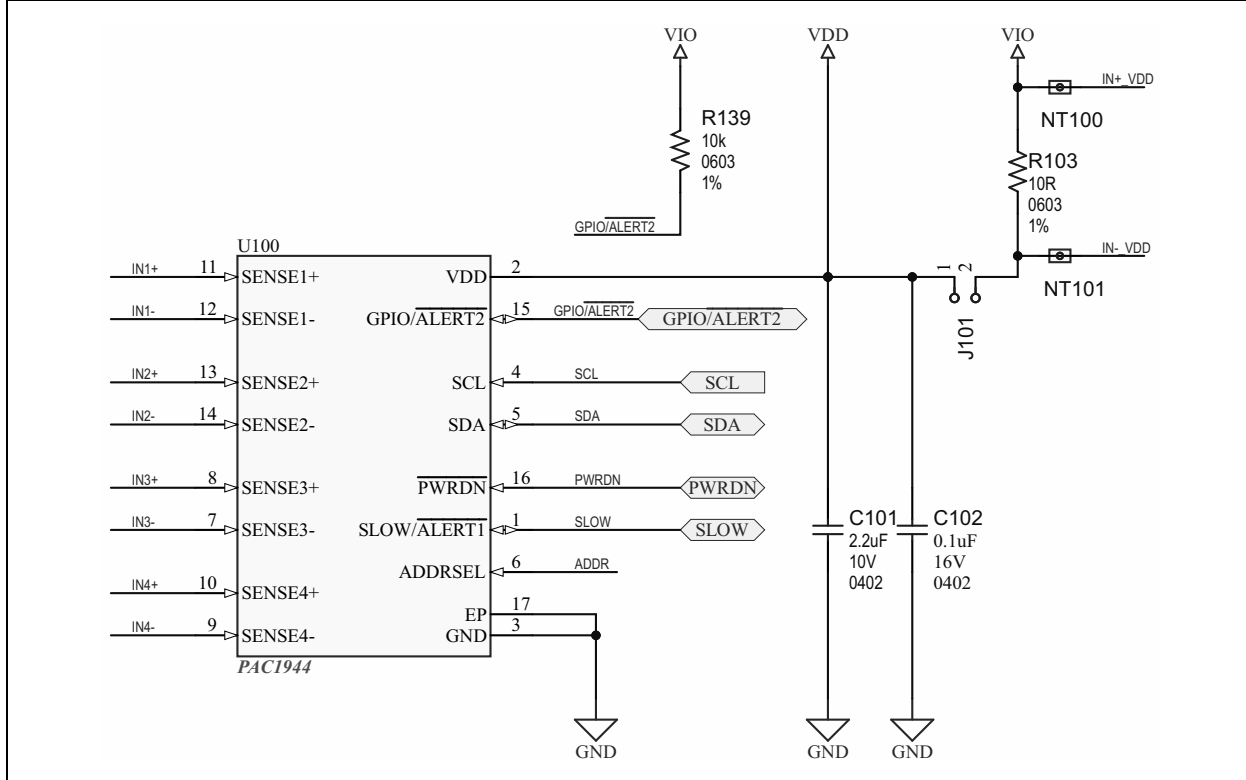 VIO
VDD
VIO
IN+_VDD
NT100
R139
10k
0603
1%
R103
10R
0603
1%
GPIO/ALERT2
IN-_VDD
NT101
U100
IN1+ 11 SENSE1+
VDD 2
1 2
J101
IN1- 12 SENSE1-
GPIO/ALERT2 15 GPIO/ALERT2 GPIO/ALERT2
IN2+ 13 SENSE2+
SCL 4 SCL SCL
IN2- 14 SENSE2-
SDA 5 SDA SDA
IN3+ 8 SENSE3+
PWRDN 16 PWRDN PWRDN
IN3- 7 SENSE3-
SLOW/ALERT1 1 SLOW SLOW
ADDRSEL 6 ADDR
IN4+ 10 SENSE4+
EP 17
GND 3
IN4- 9 SENSE4-
PAC1944
C101
2.2uF
10V
0402
C102
0.1uF
16V
0402
GND
GND
GND